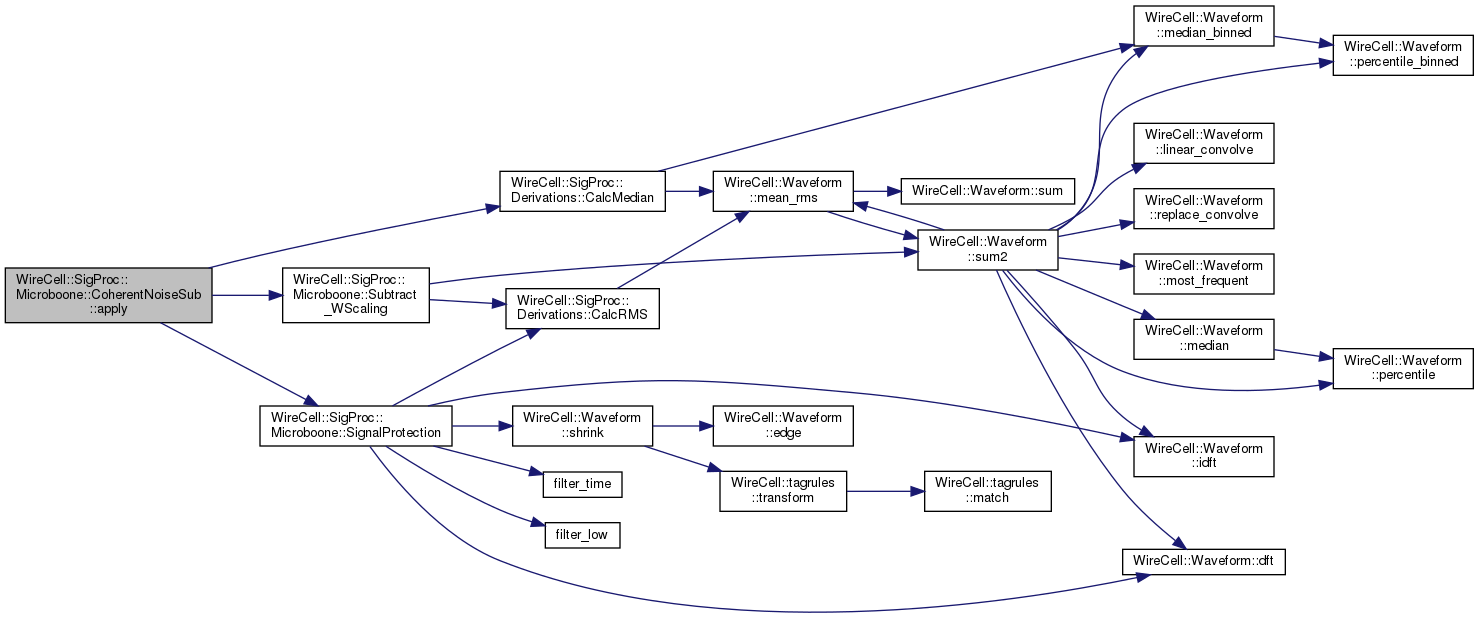 WireCell::SigProc::
Microboone::CoherentNoiseSub
::apply
WireCell::SigProc::
Derivations::CalcMedian
WireCell::SigProc::
Microboone::Subtract
_WScaling
WireCell::SigProc::
Microboone::SignalProtection
WireCell::SigProc::
Derivations::CalcRMS
WireCell::Waveform
::shrink
filter_time
filter_low
WireCell::Waveform
::mean_rms
WireCell::Waveform
::edge
WireCell::tagrules
::transform
WireCell::Waveform::sum
WireCell::Waveform
::sum2
WireCell::tagrules
::match
WireCell::Waveform
::median_binned
WireCell::Waveform
::linear_convolve
WireCell::Waveform
::replace_convolve
WireCell::Waveform
::most_frequent
WireCell::Waveform
::median
WireCell::Waveform
::idft
WireCell::Waveform::dft
WireCell::Waveform
::percentile_binned
WireCell::Waveform
::percentile